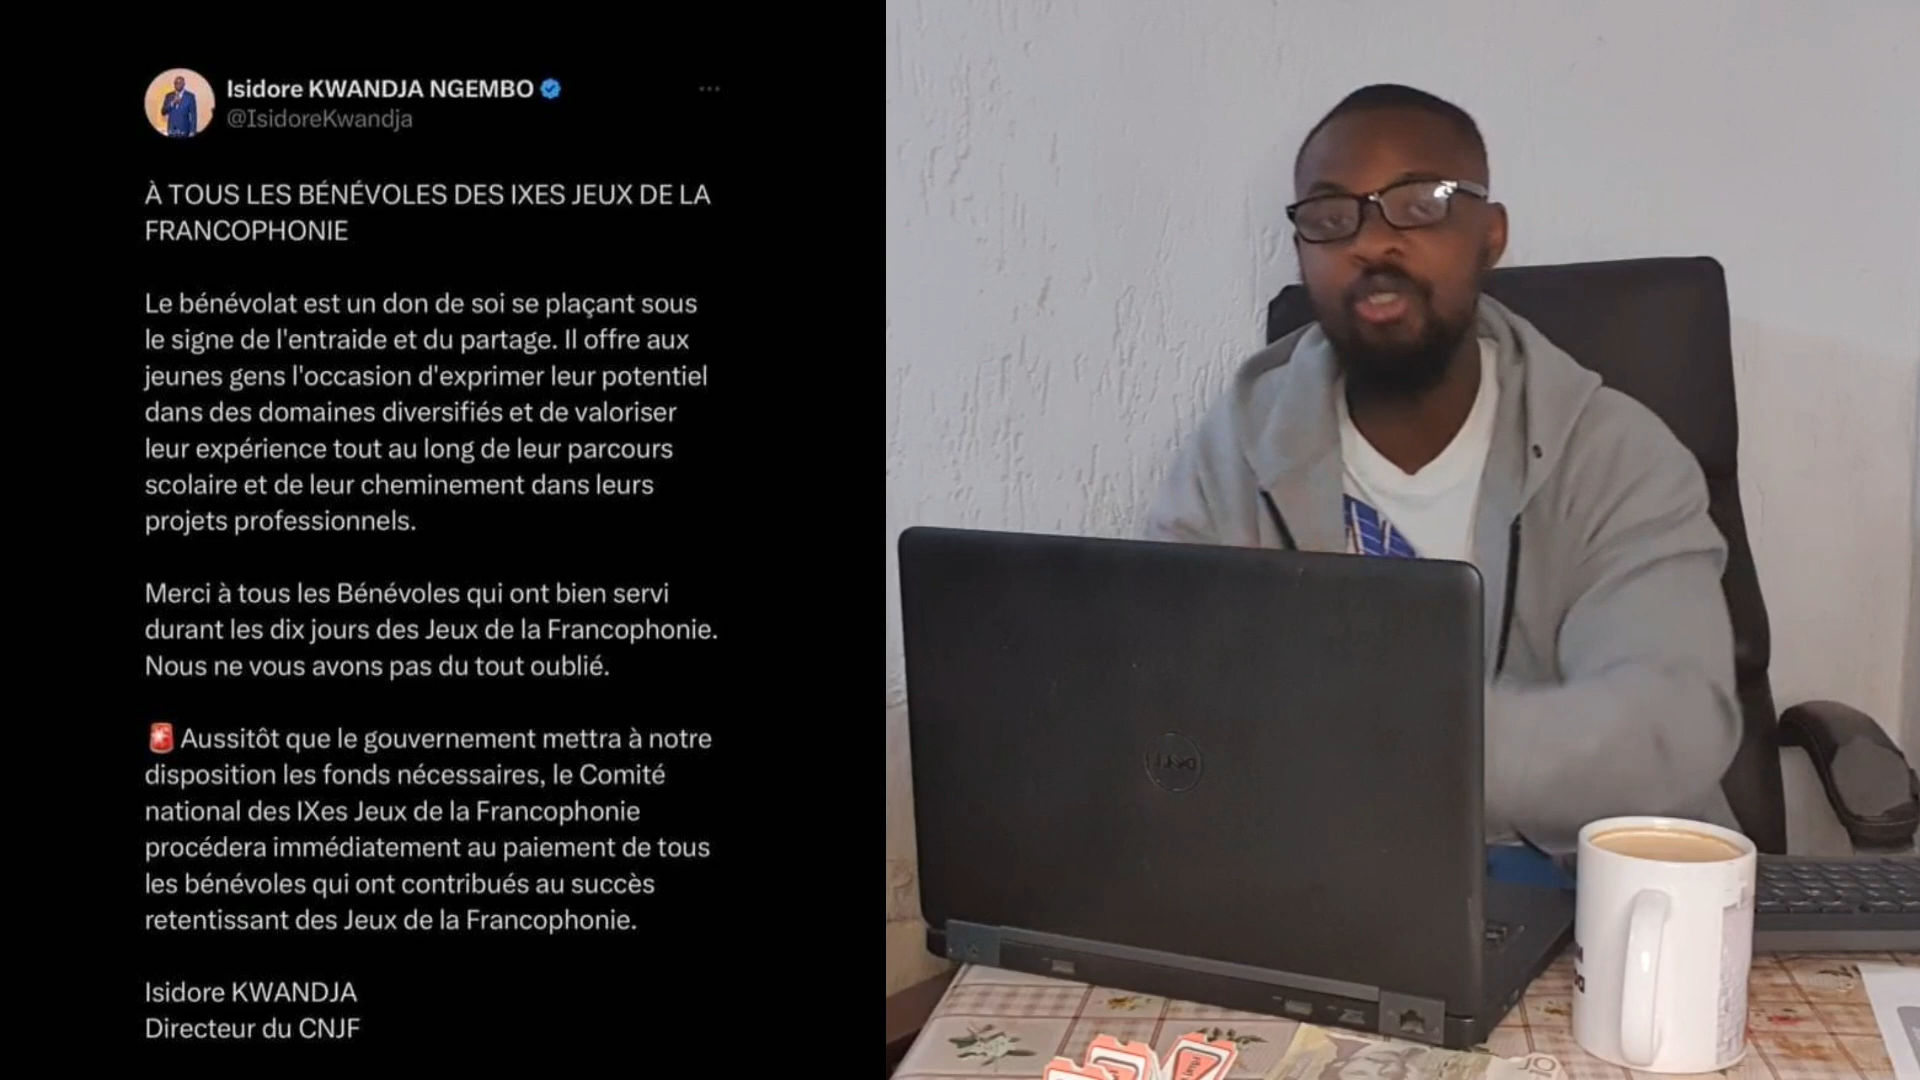 Isidore KWANDJA NGEMBO
@IsidoreKwandja
À TOUS LES BÉNÉVOLES DES IXES JEUX DE LA
FRANCOPHONIE
Le bénévolat est un don de soi se plaçant sous
le signe de l'entraide et du partage. Il offre aux
jeunes gens l'occasion d'exprimer leur potentiel
dans des domaines diversifiés et de valoriser
leur expérience tout au long de leur parcours
scolaire et de leur cheminement dans leurs
projets professionnels.
Merci à tous les Bénévoles qui ont bien servi
durant les dix jours des Jeux de la Francophonie.
Nous ne vous avons pas du tout oublié.
Aussitôt que le gouvernement mettra à notre
disposition les fonds nécessaires, le Comité
national des IXes Jeux de la Francophonie
procédera immédiatement au paiement de tous
les bénévoles qui ont contribués au succès
retentissant des Jeux de la Francophonie.
Isidore KWANDJA
Directeur du CNJF
DELL